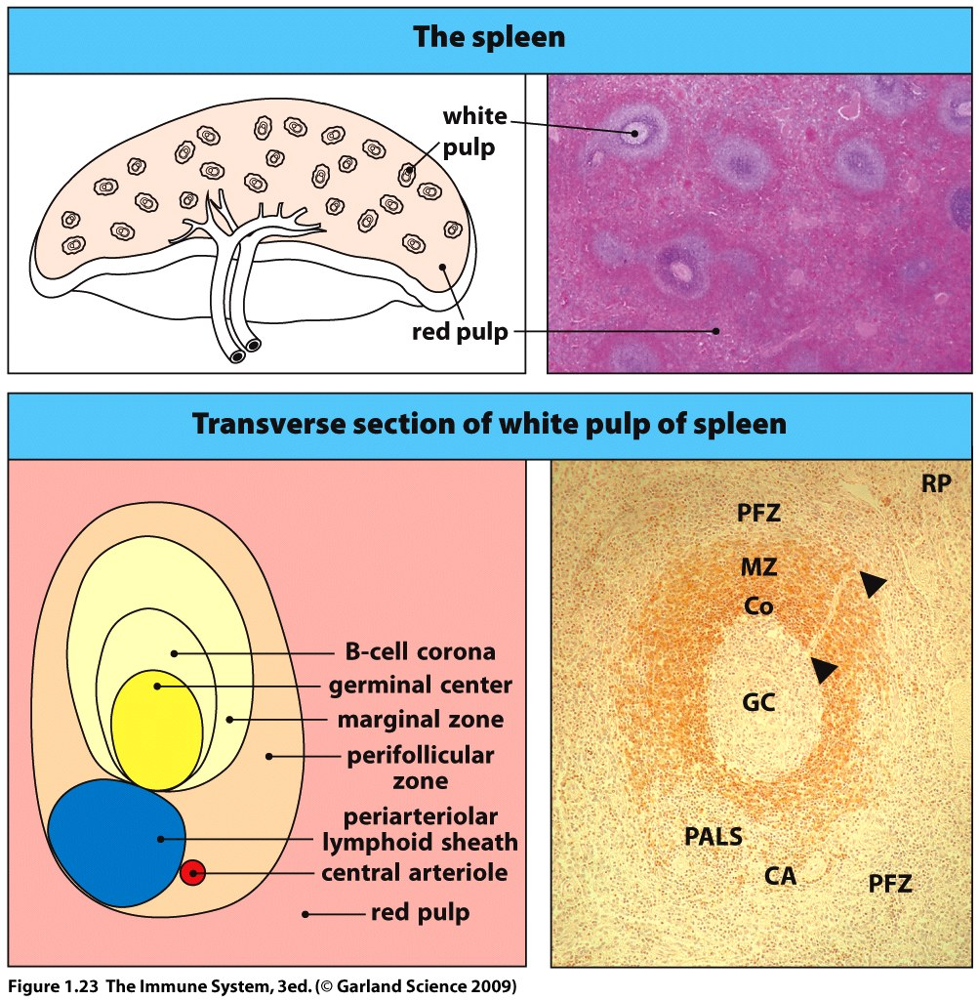 The spleen
white
pulp
red pulp
Transverse section of white pulp of spleen
B-cell corona
germinal center
marginal zone
perifollicular
zone
periarteriolar
lymphoid sheath
central arteriole
red pulp
RP
PFZ
MZ
Co
GC
PALS
CA
PFZ
Figure 1.23 The Immune System, 3ed. (© Garland Science 2009)